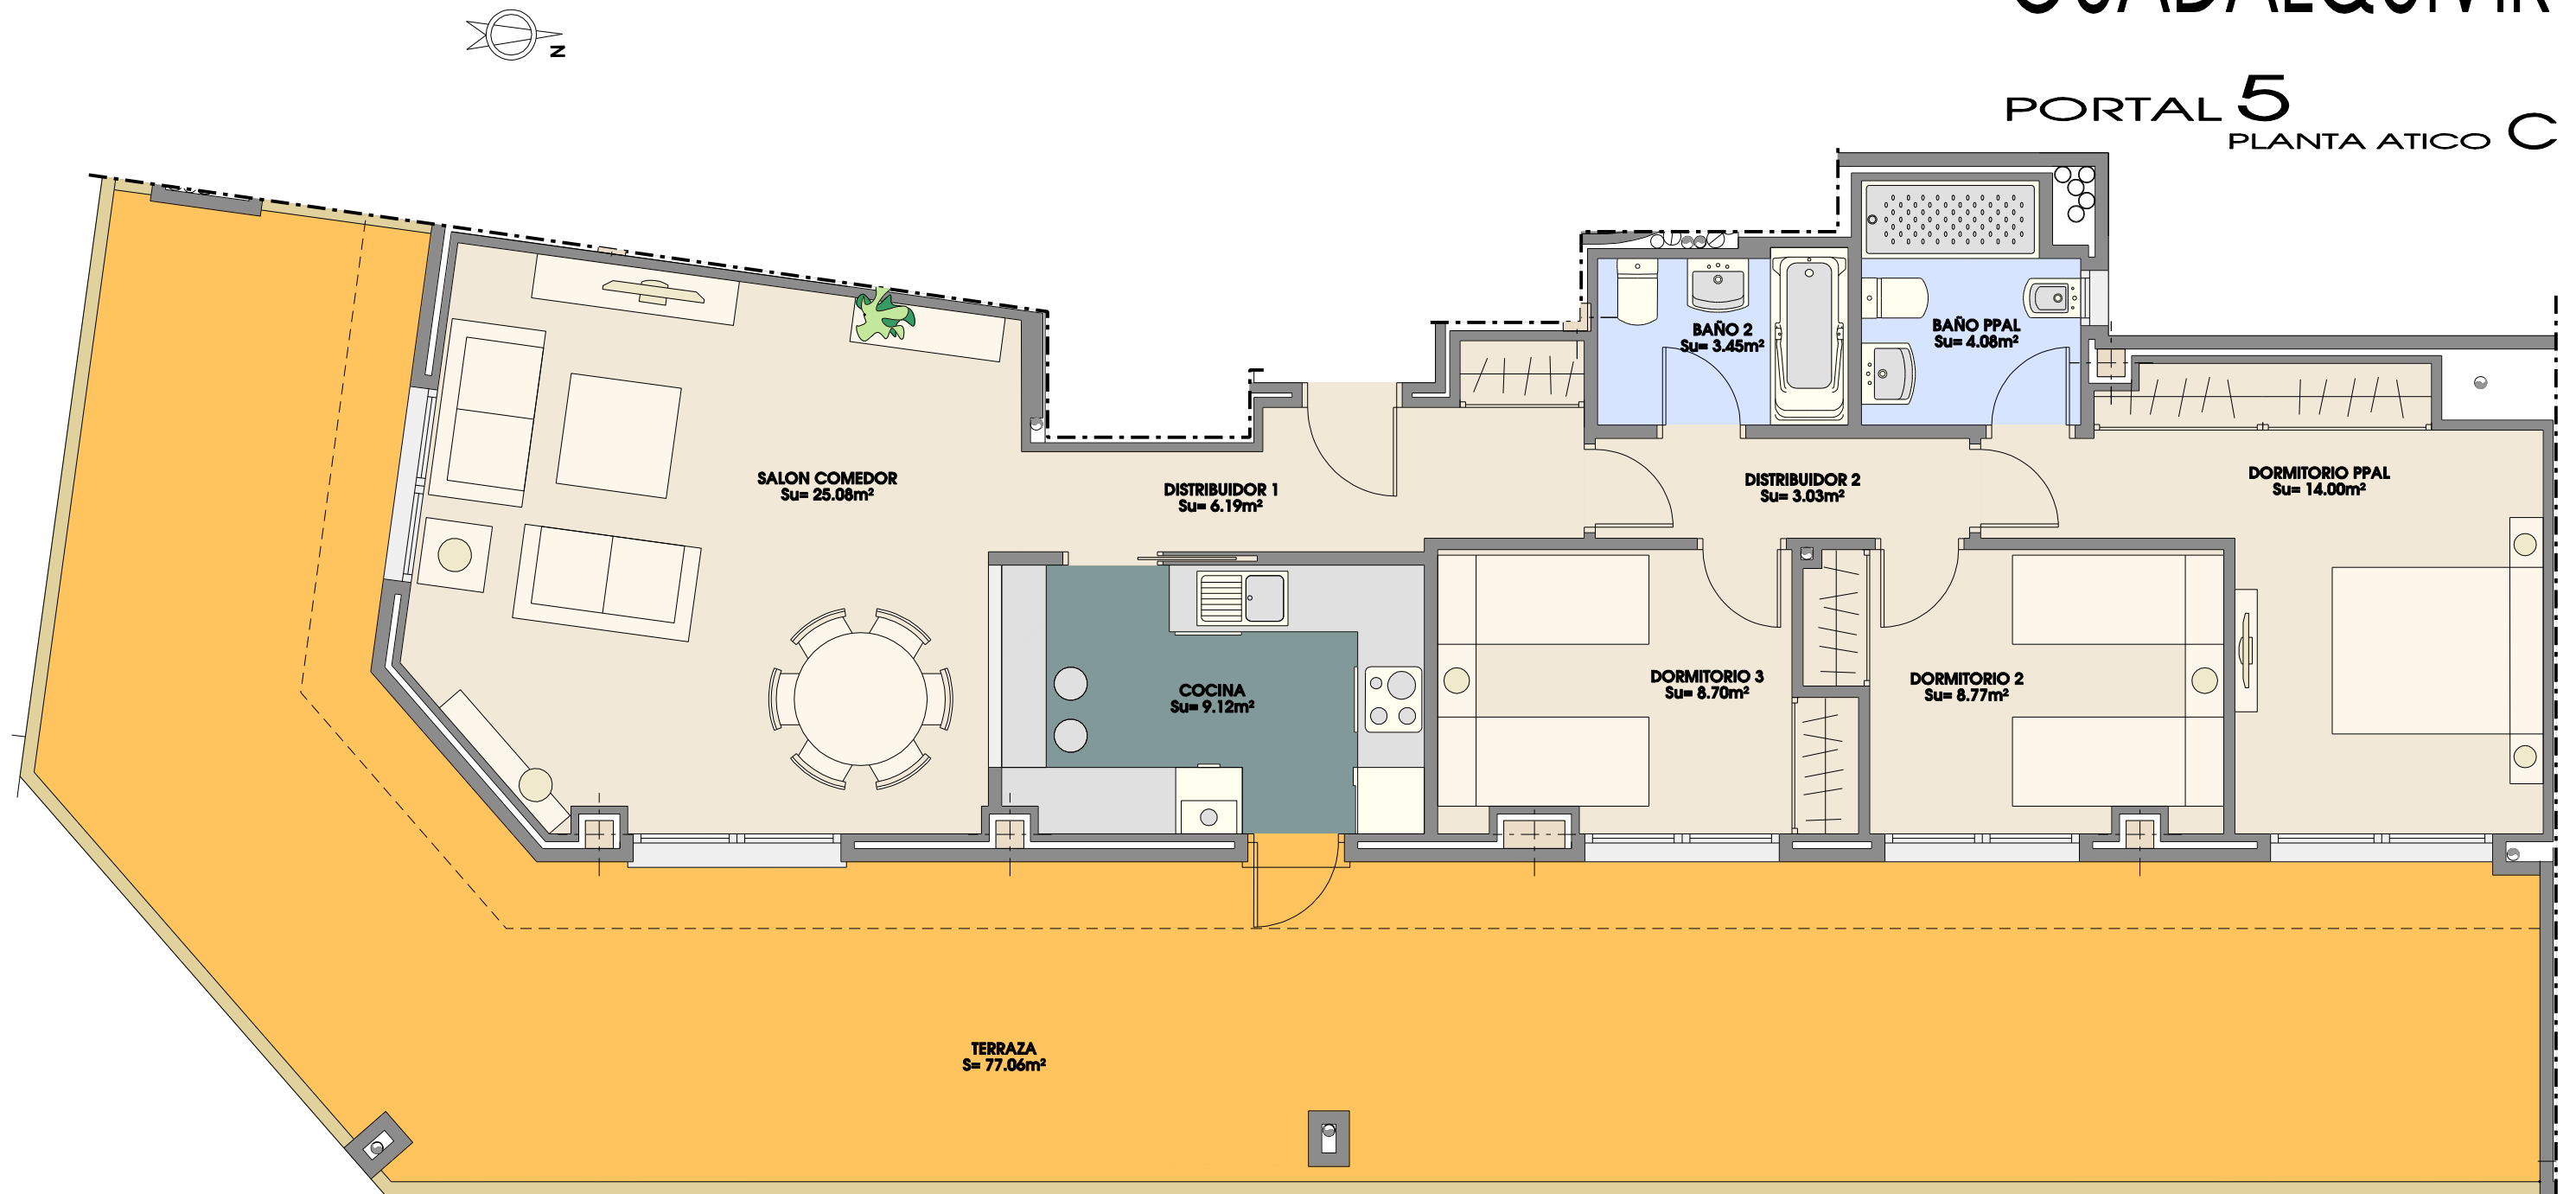 GUADALQUIVIR
N
PORTAL 5
PLANTA ATICO C
BAÑO 2
Su= 3.45m²
BAÑO PPAL
Su= 4.08m²
SALON COMEDOR
Su= 25.08m²
DISTRIBUIDOR 1
Su= 6.19m²
DISTRIBUIDOR 2
Su= 3.03m²
DORMITORIO PPAL
Su= 14.00m²
COCINA
Su= 9.12m²
DORMITORIO 3
Su= 8.70m²
DORMITORIO 2
Su= 8.77m²
TERRAZA
S= 77.06m²